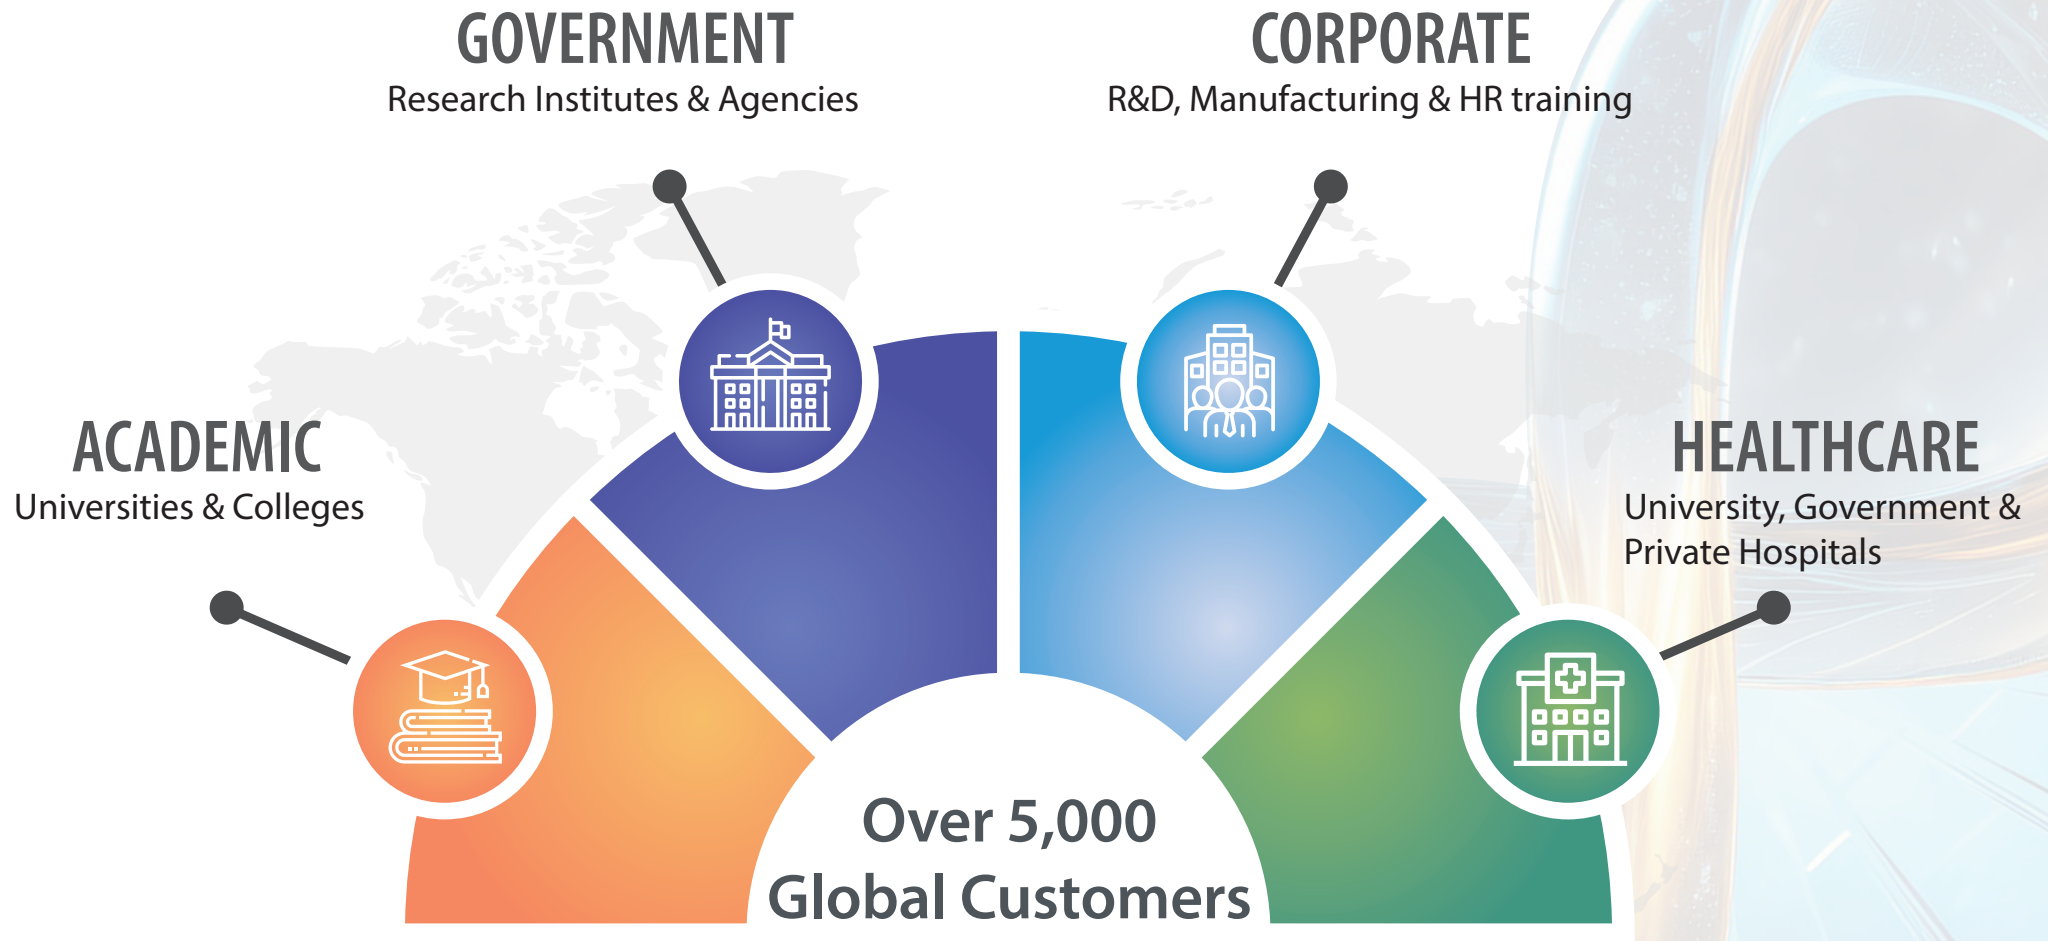 GOVERNMENT
Research Institutes & Agencies
CORPORATE
R&D, Manufacturing & HR training
ACADEMIC
Universities & Colleges
HEALTHCARE
University, Government &
Private Hospitals
Over 5,000
Global Customers